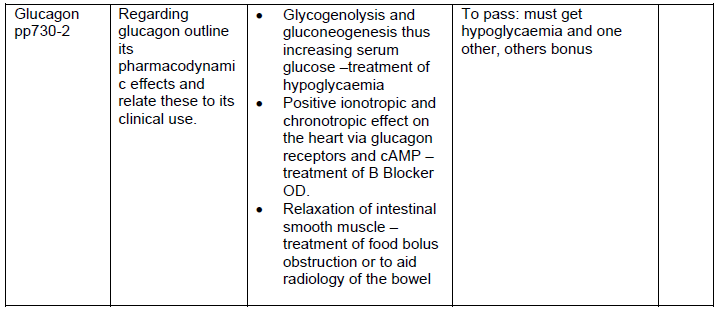 Glucagon
pp730-2
Regarding
glucagon outline
its
pharmacodynami
c effects and
relate these to its
clinical use.
• Glycogenolysis and
gluconeogenesis thus
increasing serum
glucose –treatment of
hypoglycaemia
• Positive ionotropic and
chronotropic effect on
the heart via glucagon
receptors and cAMP –
treatment of B Blocker
OD.
• Relaxation of intestinal
smooth muscle –
treatment of food bolus
obstruction or to aid
radiology of the bowel
To pass: must get
hypoglycaemia and one
other, others bonus